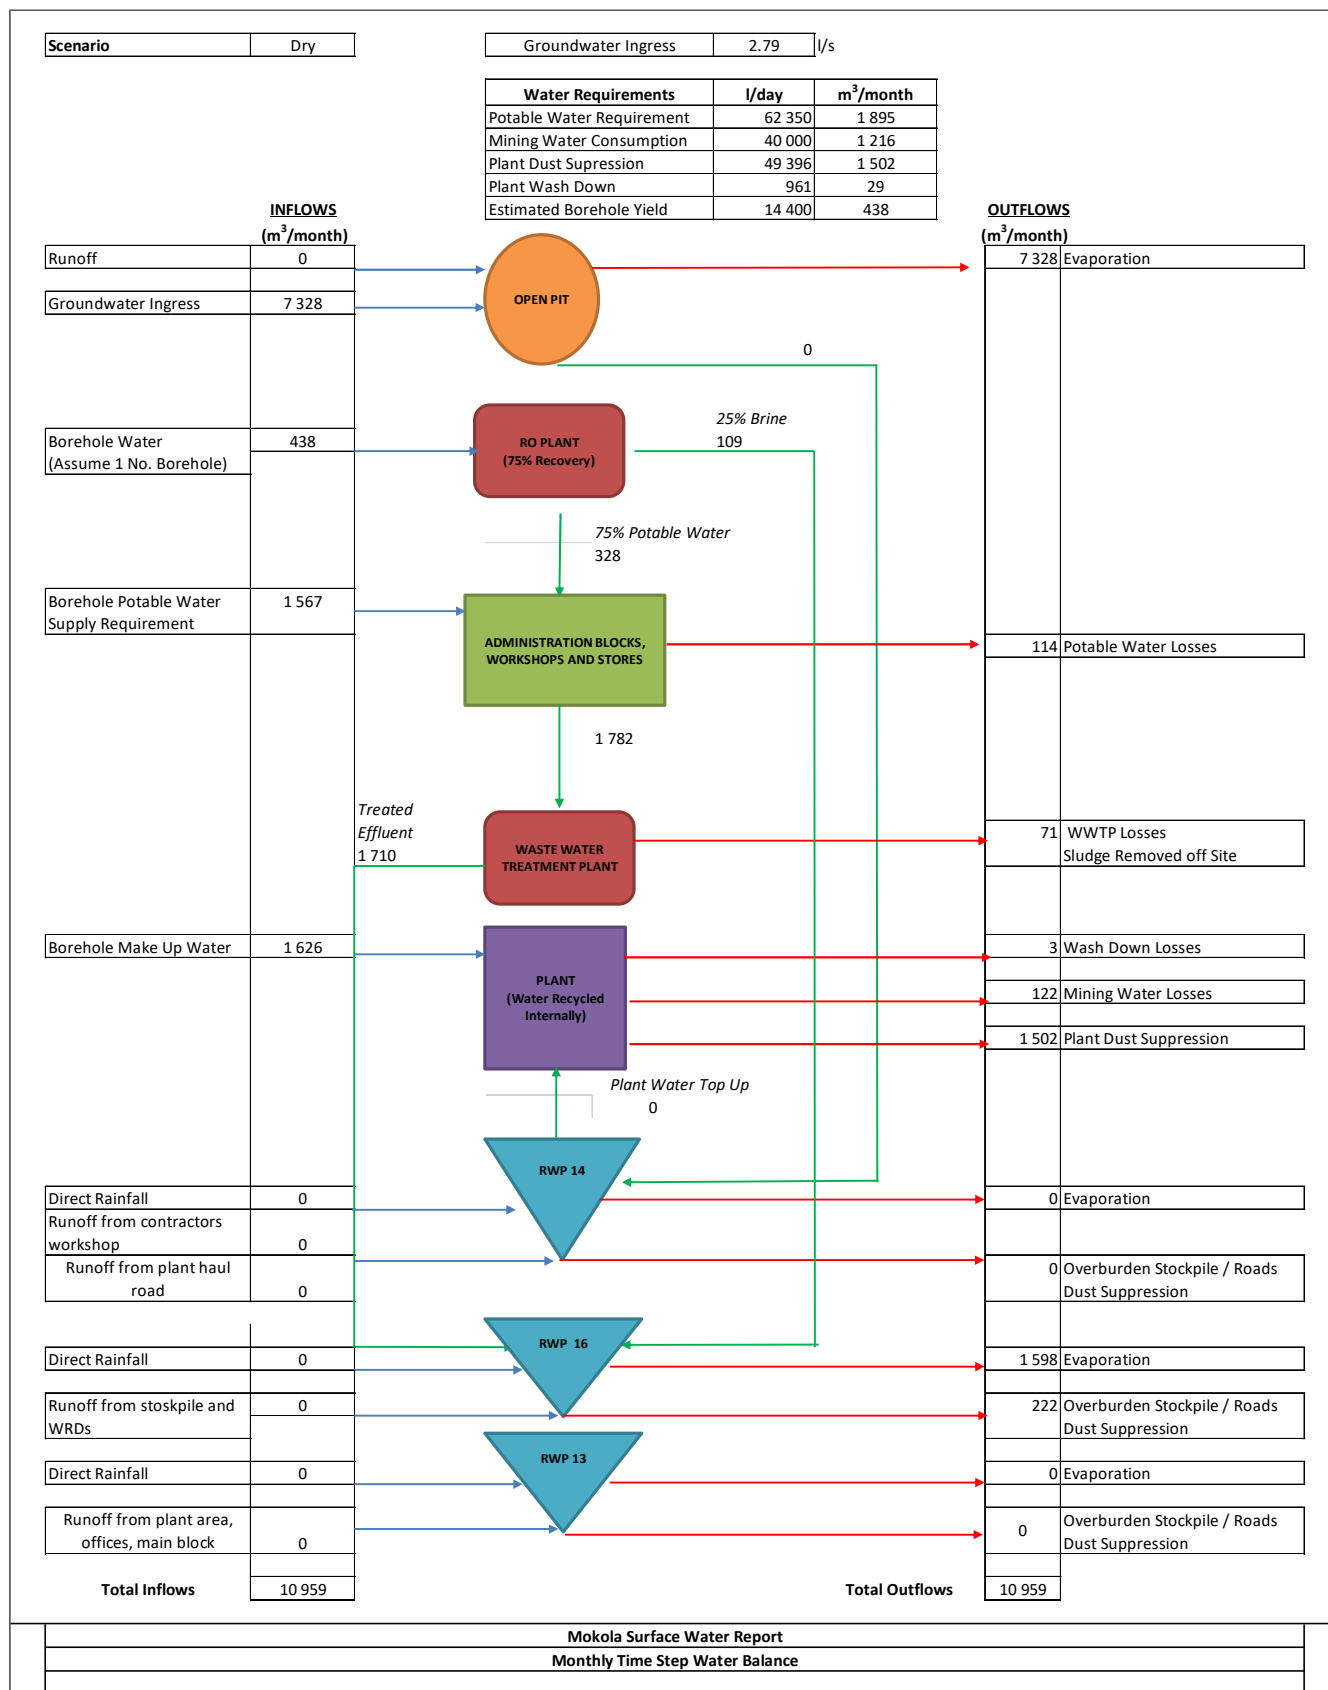 Scenario Dry Groundwater Ingress 2.79 l/s
Water Requirements l/day m³/month
Potable Water Requirement 62 350 1 895
Mining Water Consumption 40 000 1 216
Plant Dust Supression 49 396 1 502
Plant Wash Down 961 29
Estimated Borehole Yield 14 400 438
INFLOWS OUTFLOWS
(m³/month) (m³/month)
Runoff 0 7 328 Evaporation
Groundwater Ingress 7 328 OPEN PIT
0
25% Brine
Borehole Water 438 RO PLANT 109
(Assume 1 No. Borehole) (75% Recovery)
75% Potable Water
328
Borehole Potable Water 1 567
Supply Requirement
ADMINISTRATION BLOCKS, 114 Potable Water Losses
WORKSHOPS AND STORES
1 782
Treated
Effluent 71 WWTP Losses
1 710 WASTE WATER Sludge Removed off Site
TREATMENT PLANT
Borehole Make Up Water 1 626 3 Wash Down Losses
PLANT
(Water Recycled 122 Mining Water Losses
Internally)
1 502 Plant Dust Suppression
Plant Water Top Up
0
RWP 14
Direct Rainfall 0 0 Evaporation
Runoff from contractors
workshop 0
Runoff from plant haul 0 Overburden Stockpile / Roads
road 0 Dust Suppression
RWP 16
Direct Rainfall 0 1 598 Evaporation
Runoff from stoskpile and 0 222 Overburden Stockpile / Roads
WRDs Dust Suppression
RWP 13
Direct Rainfall 0 0 Evaporation
Runoff from plant area, Overburden Stockpile / Roads
offices, main block 0 0 Dust Suppression
Total Inflows 10 959 Total Outflows 10 959
Mokola Surface Water Report
Monthly Time Step Water Balance